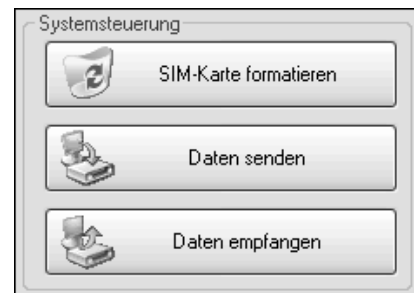 Systemsteuerung
SIM-Karte formatieren
Daten senden
Daten empfangen